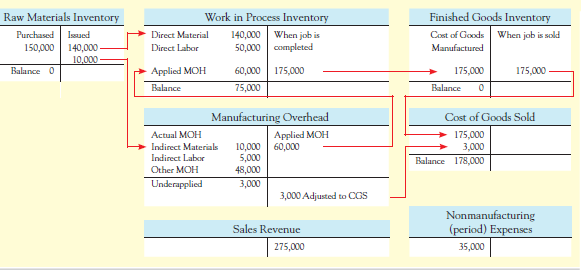 Raw Materials Inventory
Purchased Issued
150,000 140,000
10,000
Balance 0
Work in Process Inventory
Direct Material 140,000 When job is
Direct Labor 50,000 completed
Applied MOH 60,000 175,000
Balance 75,000
Finished Goods Inventory
Cost of Goods When job is sold
Manufactured
175,000 175,000
Balance 0
Manufacturing Overhead
Actual MOH Applied MOH
Indirect Materials 10,000 60,000
Indirect Labor 5,000
Other MOH 48,000
Underapplied 3,000
3,000 Adjusted to CGS
Cost of Goods Sold
175,000
3,000
Balance 178,000
Sales Revenue
275,000
Nonmanufacturing
(period) Expenses
35,000